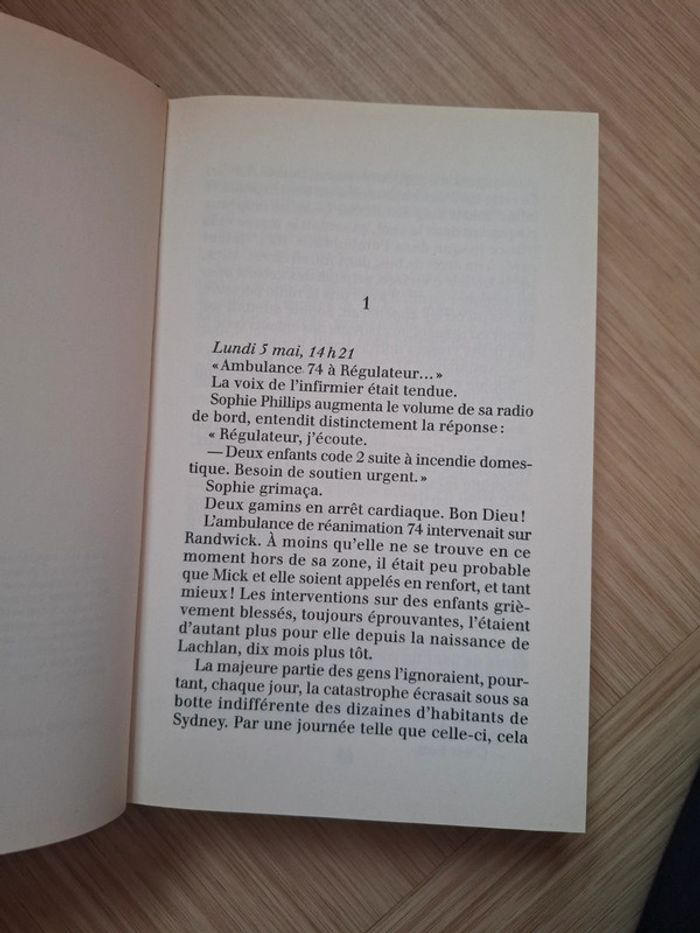 1
Lundi 5 mai, 14 h 21
« Ambulance 74 à Régulateur… »
La voix de l'infirmier était tendue.
Sophie Phillips augmenta le volume de sa radio
de bord, entendit distinctement la réponse :
« Régulateur, j'écoute.
— Deux enfants code 2 suite à incendie domes-
tique. Besoin de soutien urgent. »
Sophie grimaça.
Deux gamins en arrêt cardiaque. Bon Dieu !
L'ambulance de réanimation 74 intervenait sur
Randwick. À moins qu'elle ne se trouve en ce
moment hors de sa zone, il était peu probable
que Mick et elle soient appelés en renfort, et tant
mieux ! Les interventions sur des enfants griè-
vement blessés, toujours éprouvantes, l'étaient
d'autant plus pour elle depuis la naissance de
Lachlan, dix mois plus tôt.
La majeure partie des gens l'ignoraient, pour-
tant, chaque jour, la catastrophe écrasait sous sa
botte indifférente des dizaines d'habitants de
Sydney. Par une journée telle que celle-ci, cela